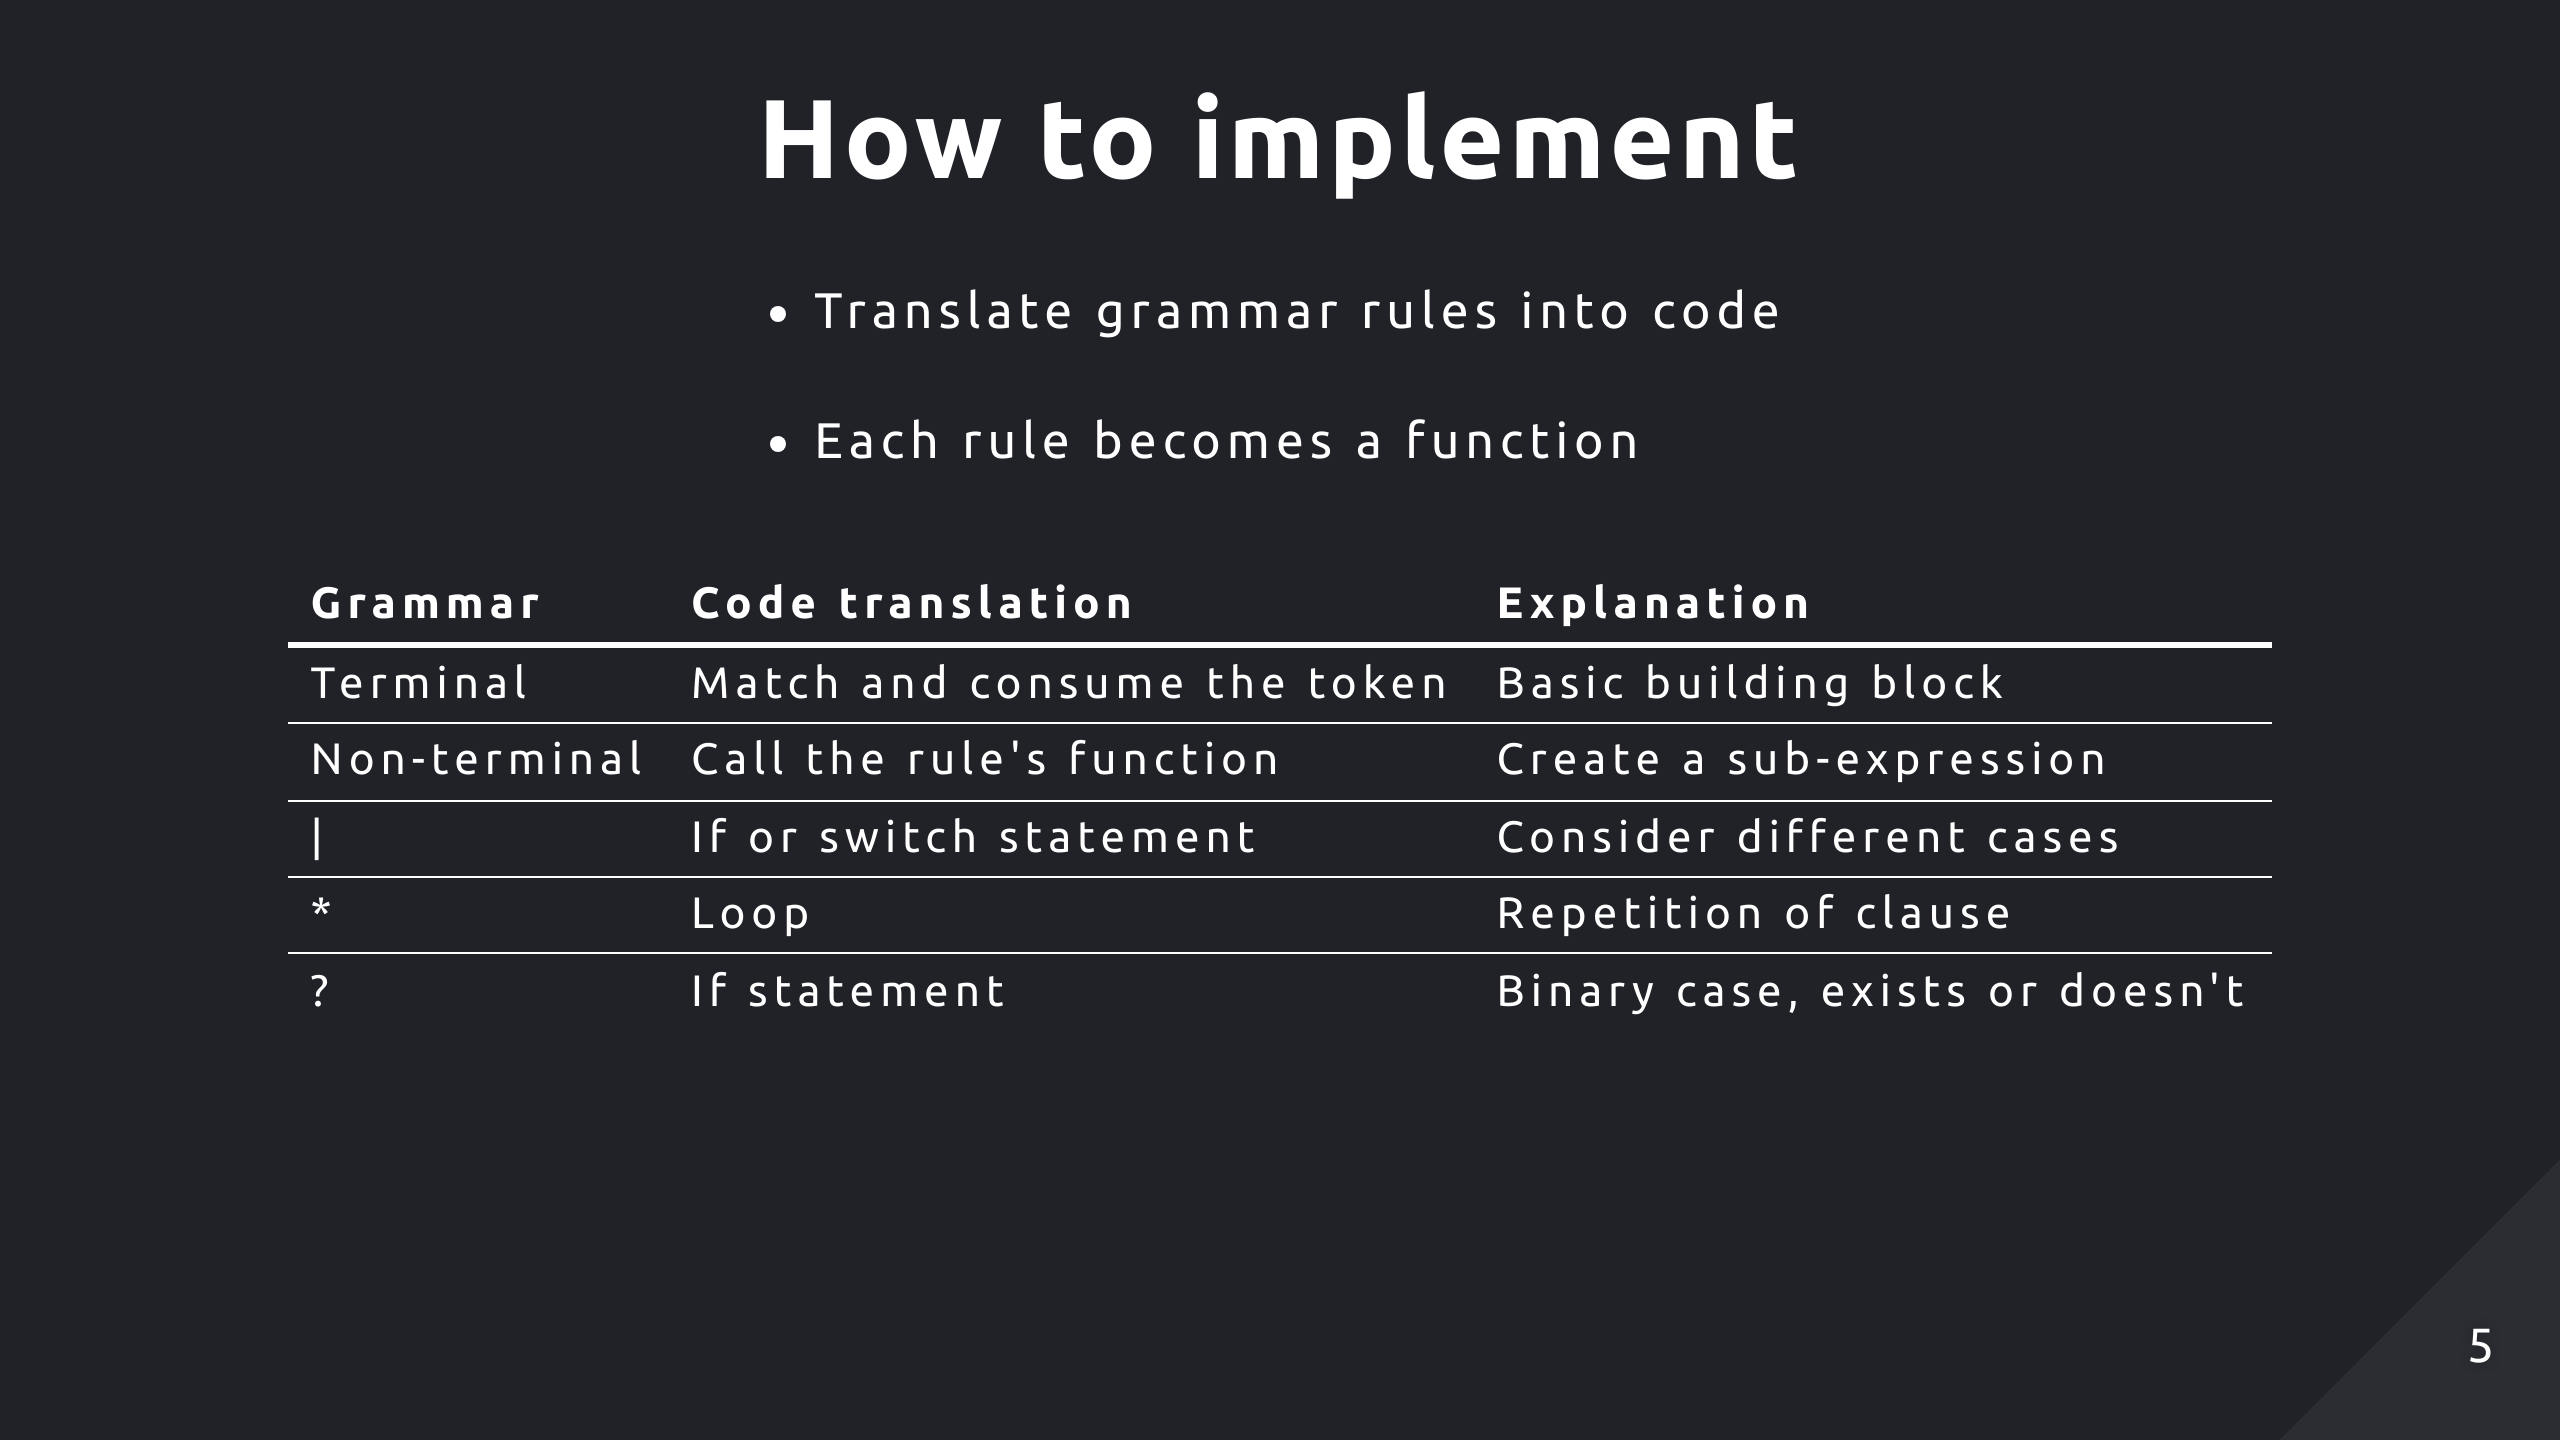 How to implement
• Translate grammar rules into code
• Each rule becomes a function
Grammar Code translation Explanation
Terminal Match and consume the token Basic building block
Non-terminal Call the rule's function Create a sub-expression
| If or switch statement Consider different cases
* Loop Repetition of clause
? If statement Binary case, exists or doesn't
5